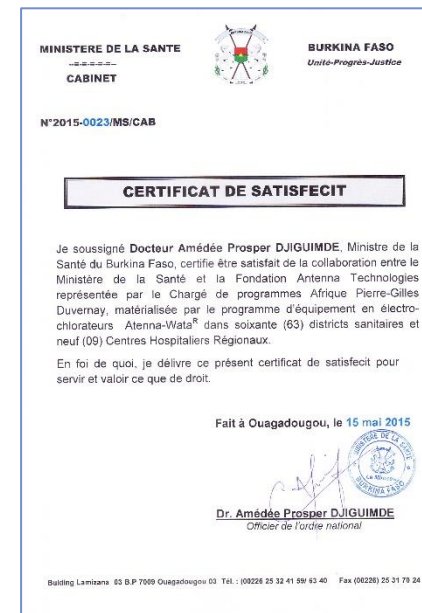 MINISTERE DE LA SANTE
-=-=-=-=-
CABINET
BURKINA FASO
Unité-Progrès-Justice
N°2015-0023/MS/CAB
CERTIFICAT DE SATISFECIT
Je soussigné Docteur Amédée Prosper DJIGUIMDE, Ministre de la
Santé du Burkina Faso, certifie être satisfait de la collaboration entre le
Ministère de la Santé et la Fondation Antenna Technologies
représentée par le Chargé de programmes Afrique Pierre-Gilles
Duvernay, matérialisée par le programme d'équipement en électro-
chlorateurs Atenna-Wata R dans soixante (63) districts sanitaires et
neuf (09) Centres Hospitaliers Régionaux.
En foi de quoi, je délivre ce présent certificat de satisfecit pour
servir et valoir ce que de droit.
Fait à Ouagadougou, le 15 mai 2015
MINISTERE DE LA SANTE
Le Ministre
BURKINA FASO
Dr. Amédée Prosper DJIGUIMDE
Officier de l'ordre national
Building Lamizana 03 B.P 7009 Ouagadougou 03 Tél. : (00226 25 32 41 59/ 63 40 Fax (00226) 25 31 70 24